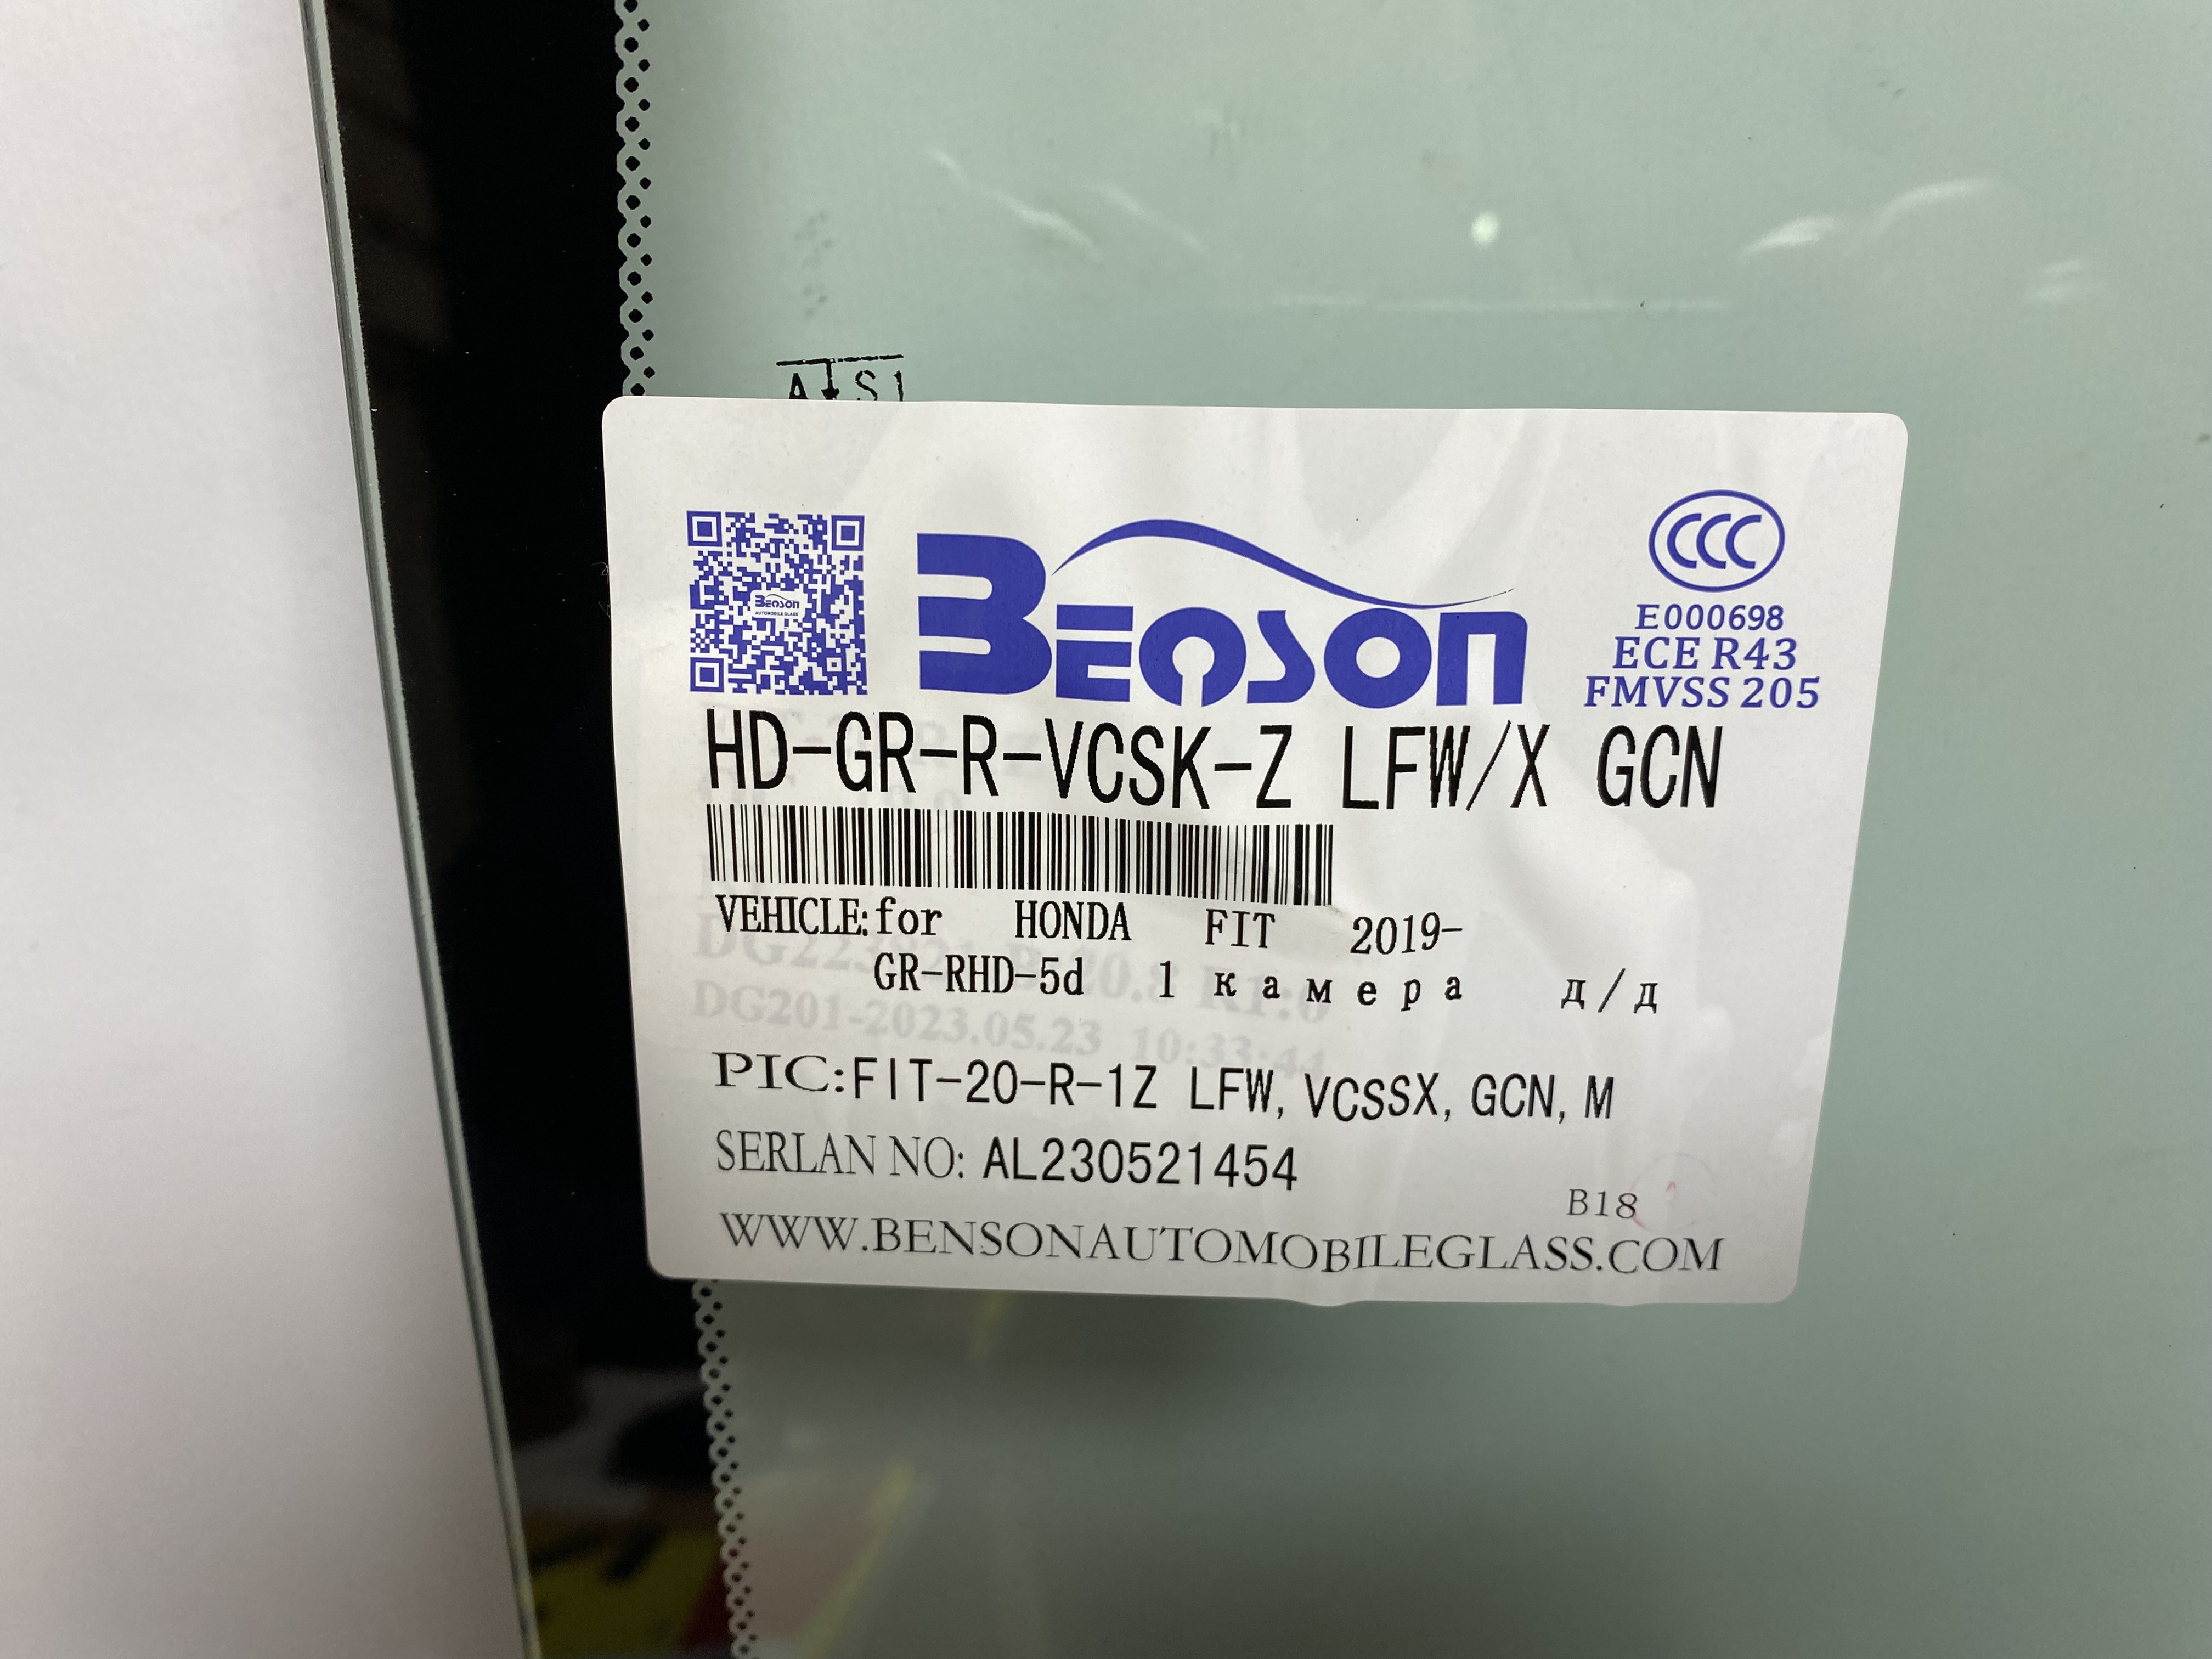 AS1
BENSON
AUTOMOBILE GLASS
BENSON
CCC
E000698
ECE R43
FMVSS 205
HD-GR-R-VCSK-Z LFW/X GCN
VEHICLE:for HONDA FIT 2019-
GR-RHD-5d 1 камера д/д
DG201-2023.05.23 10:33:44
PIC:FIT-20-R-1Z LFW, VCSSX, GCN, M
SERLAN NO: AL230521454
B18
WWW.BENSONAUTOMOBILEGLASS.COM